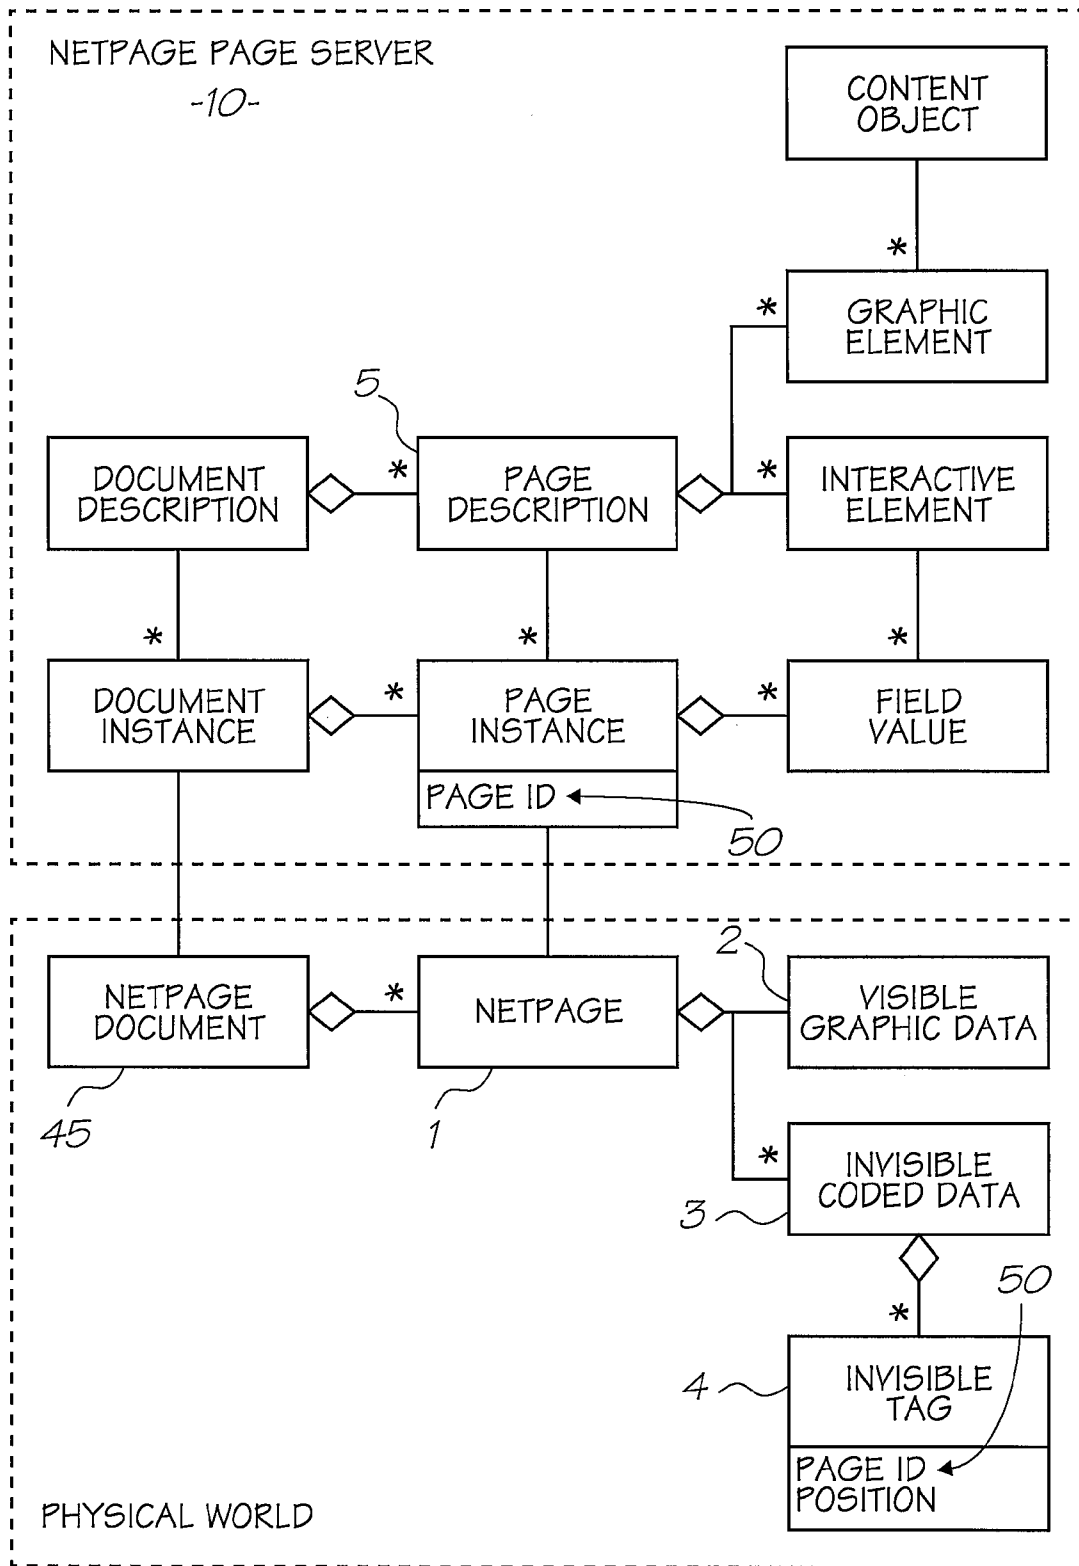 NETPAGE PAGE SERVER
-10-
CONTENT
OBJECT
*
GRAPHIC
ELEMENT
*
5
DOCUMENT
DESCRIPTION
*
PAGE
DESCRIPTION
*
INTERACTIVE
ELEMENT
*
*
*
DOCUMENT
INSTANCE
*
PAGE
INSTANCE
*
FIELD
VALUE
PAGE ID
50
2
NETPAGE
DOCUMENT
*
NETPAGE
VISIBLE
GRAPHIC DATA
45
1
*
INVISIBLE
CODED DATA
3
50
*
4
INVISIBLE
TAG
PAGE ID
POSITION
PHYSICAL WORLD